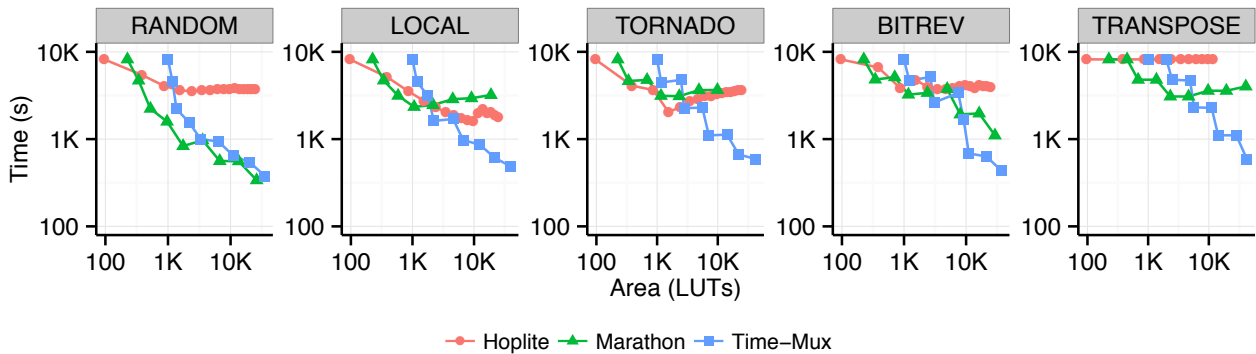 RANDOM LOCAL TORNADO BITREV TRANSPOSE
10K 10K 10K 10K 10K
1K 1K 1K 1K 1K
100 100 100 100 100
Time (s)
100 1K 10K 100 1K 10K 100 1K 10K 100 1K 10K 100 1K 10K
Area (LUTs)
Hoplite Marathon Time−Mux